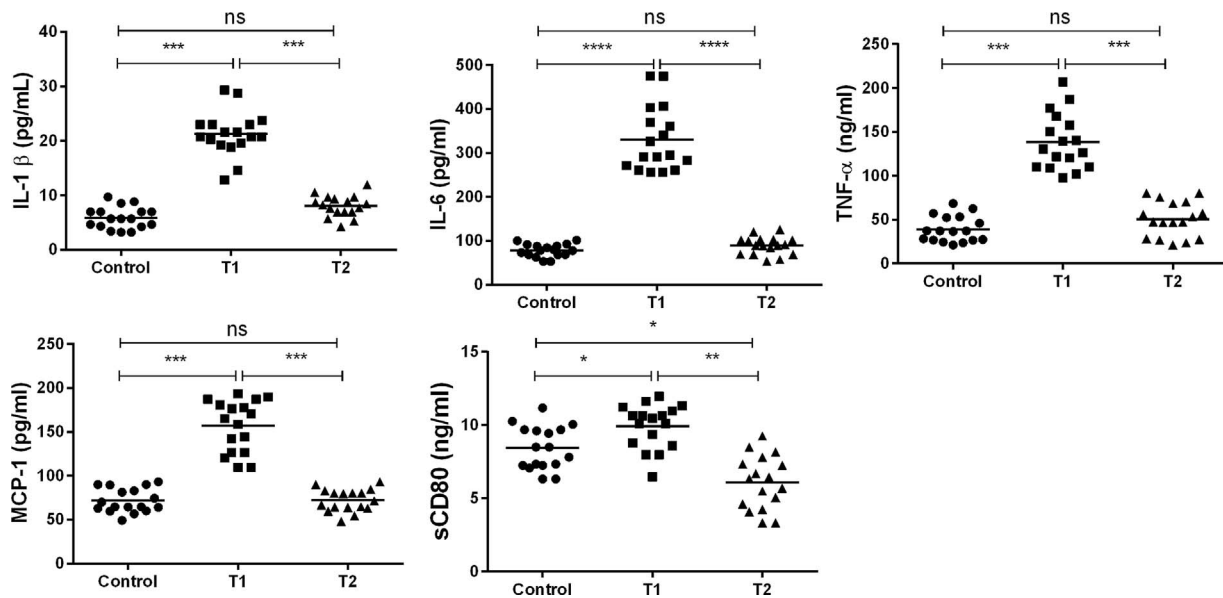 ns
*** ***
IL-1 β (pg/mL)
40
30
20
10
0
Control T1 T2
ns
**** ****
IL-6 (pg/ml)
500
400
300
200
100
0
Control T1 T2
ns
*** ***
TNF-α (ng/ml)
250
200
150
100
50
0
Control T1 T2
ns
*** ***
MCP-1 (pg/ml)
250
200
150
100
50
0
Control T1 T2
*
* **
sCD80 (ng/ml)
15
10
5
0
Control T1 T2